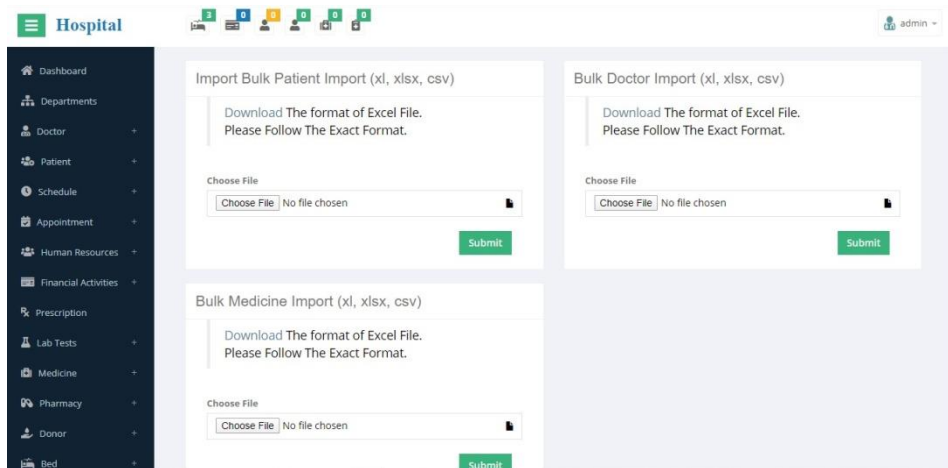 Hospital
3 0 0 0 0 0
admin
Dashboard
Departments
Doctor +
Patient +
Schedule +
Appointment +
Human Resources +
Financial Activities +
Prescription
Lab Tests +
Medicine +
Pharmacy +
Donor +
Bed +
Import Bulk Patient Import (xl, xlsx, csv)
Download The format of Excel File.
Please Follow The Exact Format.
Choose File
Choose File No file chosen
Submit
Bulk Doctor Import (xl, xlsx, csv)
Download The format of Excel File.
Please Follow The Exact Format.
Choose File
Choose File No file chosen
Submit
Bulk Medicine Import (xl, xlsx, csv)
Download The format of Excel File.
Please Follow The Exact Format.
Choose File
Choose File No file chosen
Submit